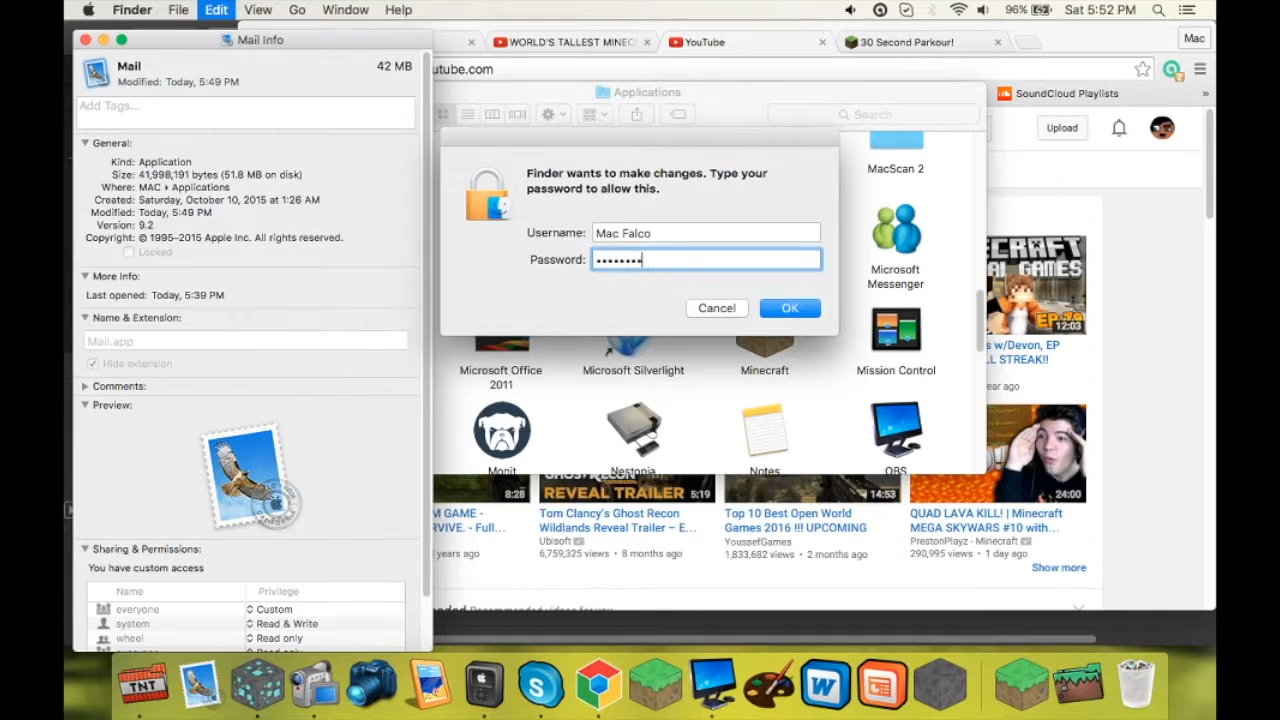 Finder File Edit View Go Window Help
96% Sat 5:52 PM
Mail Info
Mail 42 MB
Modified: Today, 5:49 PM
Add Tags...
General:
Kind: Application
Size: 41,998,191 bytes (51.8 MB on disk)
Where: MAC ▸ Applications
Created: Saturday, October 10, 2015 at 1:26 AM
Modified: Today, 5:49 PM
Version: 9.2
Copyright: © 1995–2015 Apple Inc. All rights reserved.
Locked
More Info:
Last opened: Today, 5:39 PM
Name & Extension:
Mail.app
Hide extension
Comments:
Preview:
Sharing & Permissions:
You have custom access
Name Privilege
everyone Custom
system Read & Write
wheel Read only
WORLD'S TALLEST MINEC
YouTube
30 Second Parkour!
Mac
utube.com
SoundCloud Playlists
»
Upload
Applications
Search
Finder wants to make changes. Type your
password to allow this.
Username: Mac Falco
Password: ••••••••
Cancel OK
MacScan 2
Microsoft
Messenger
Microsoft Office
2011
Microsoft Silverlight
Minecraft
Mission Control
Monit
Nestopia
Notes
OBS
12:03
s w/Devon, EP
LL STREAK!!
ear ago
8:28
M GAME -
RVIVE. - Full...
years ago
REVEAL TRAILER
5:19
Tom Clancy's Ghost Recon
Wildlands Reveal Trailer – E...
Ubisoft
6,759,325 views • 8 months ago
14:53
Top 10 Best Open World
Games 2016 !!! UPCOMING
YoussefGames
1,833,682 views • 2 months ago
24:00
QUAD LAVA KILL! | Minecraft
MEGA SKYWARS #10 with...
PrestonPlayz - Minecraft
290,995 views • 1 day ago
Show more
TNT
W
P